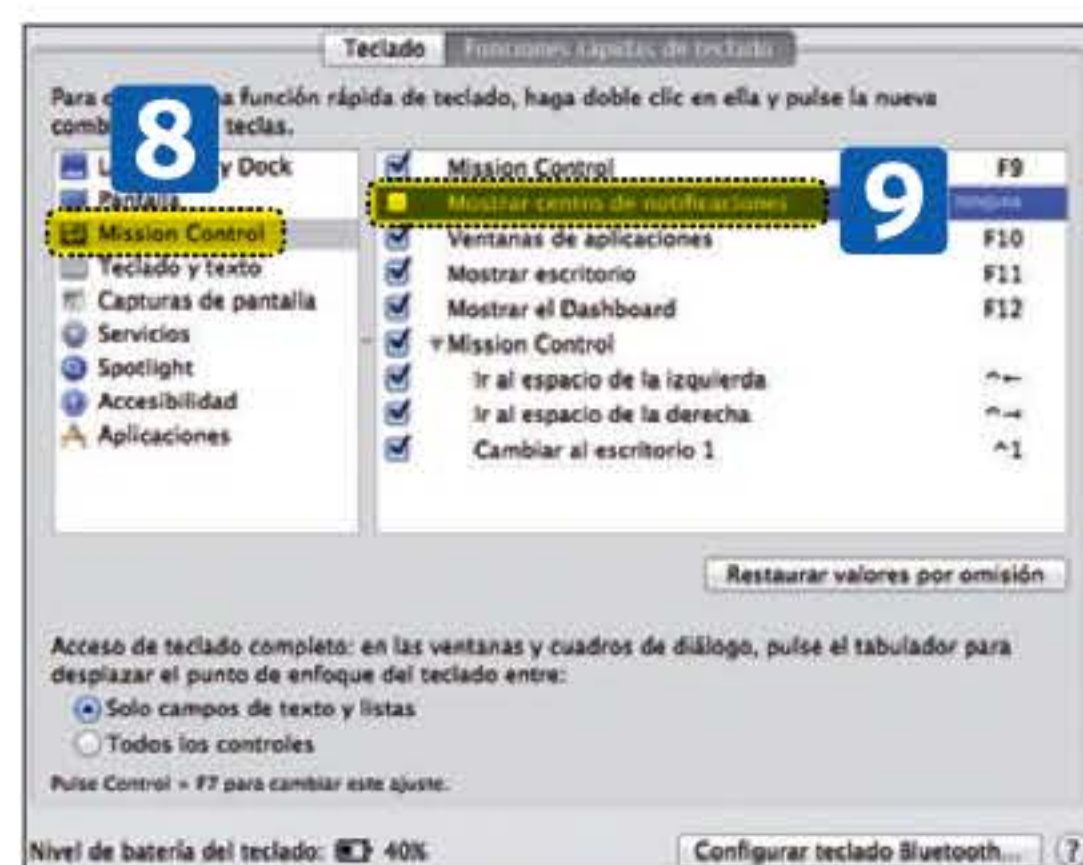 Teclado Funciones rápidas de teclado
Para a función rápida de teclado, haga doble clic en ella y pulse la nueva
comb teclas.
8
y Dock
Pantalla
Mission Control
Teclado y texto
Capturas de pantalla
Servicios
Spotlight
Accesibilidad
Aplicaciones
Mission Control F9
Mostrar centro de notificaciones ninguna
9
Ventanas de aplicaciones F10
Mostrar escritorio F11
Mostrar el Dashboard F12
Mission Control
Ir al espacio de la izquierda ^←
Ir al espacio de la derecha ^→
Cambiar al escritorio 1 ^1
Restaurar valores por omisión
Acceso de teclado completo: en las ventanas y cuadros de diálogo, pulse el tabulador para
desplazar el punto de enfoque del teclado entre:
Solo campos de texto y listas
Todos los controles
Pulse Control + F7 para cambiar este ajuste.
Nivel de batería del teclado: 40% Configurar teclado Bluetooth... ?